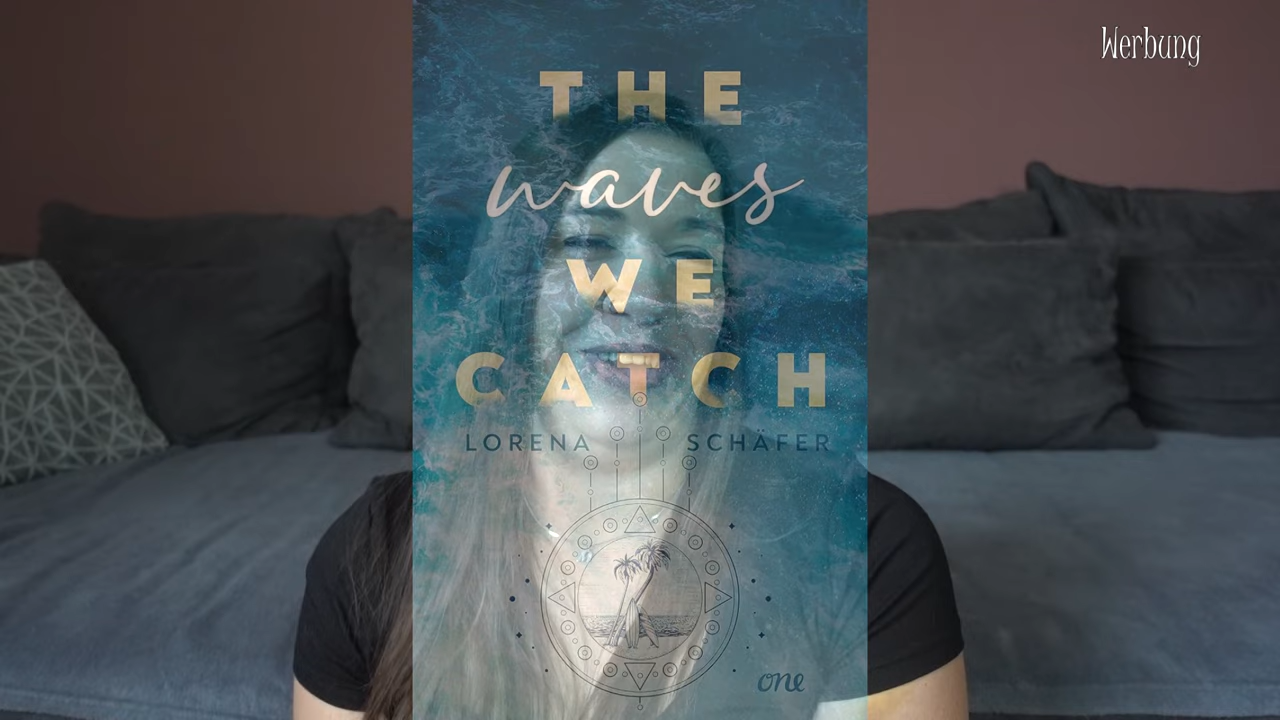 Werbung
THE
waves
WE
CATCH
LORENA SCHÄFER
one